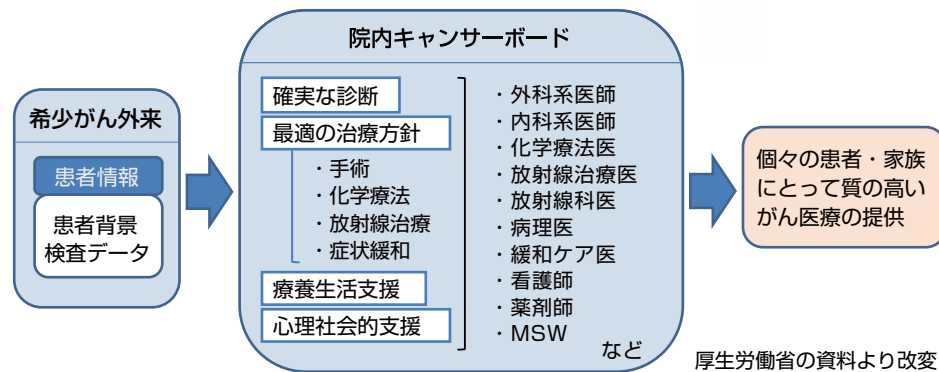 希少がん外来
患者情報
患者背景
検査データ
院内キャンサーボード
確実な診断
最適の治療方針
・手術
・化学療法
・放射線治療
・症状緩和
療養生活支援
心理社会的支援
・外科系医師
・内科系医師
・化学療法医
・放射線治療医
・放射線科医
・病理医
・緩和ケア医
・看護師
・薬剤師
・MSW
など
個々の患者・家族
にとって質の高い
がん医療の提供
厚生労働省の資料より改変